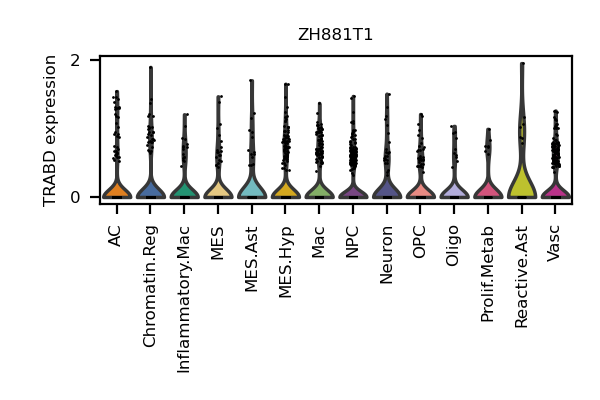 ZH881T1
TRABD expression
2
0
AC
Chromatin.Reg
Inflammatory.Mac
MES
MES.Ast
MES.Hyp
Mac
NPC
Neuron
OPC
Oligo
Prolif.Metab
Reactive.Ast
Vasc